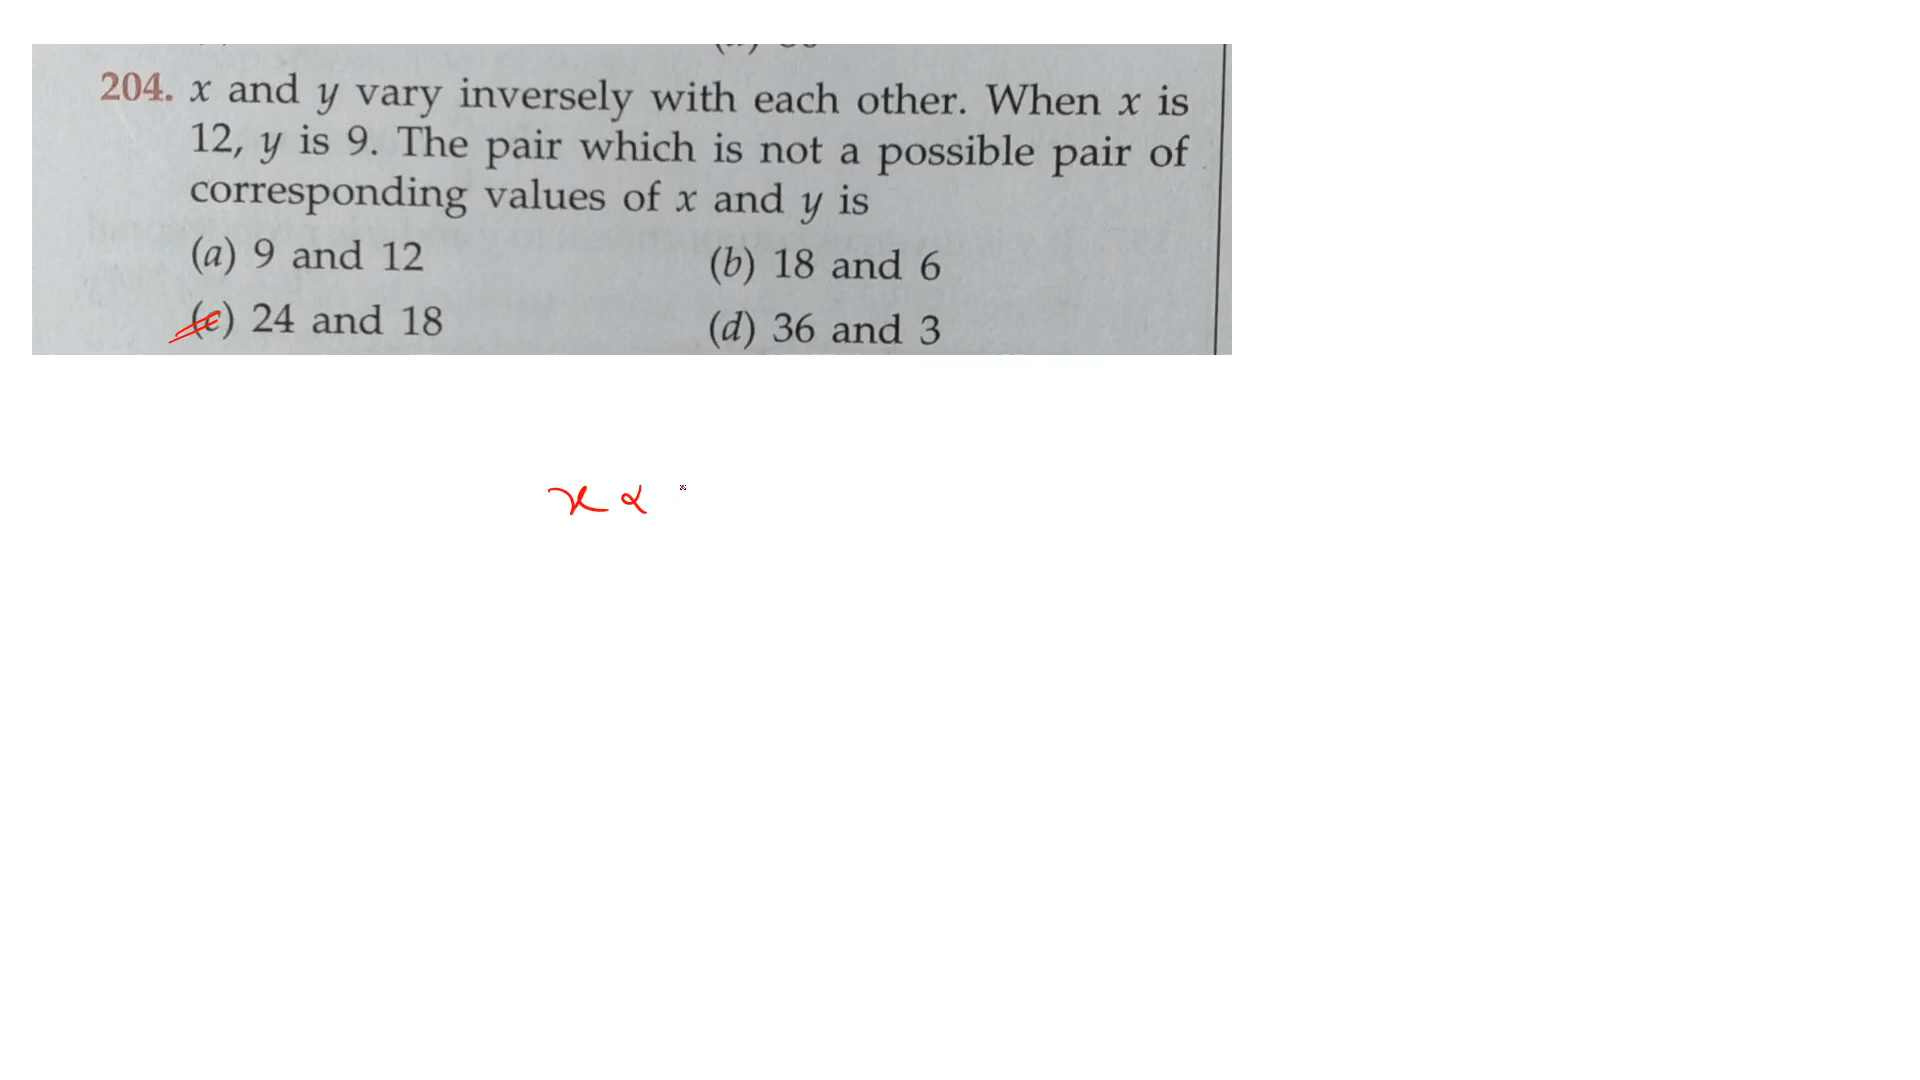 204. x and y vary inversely with each other. When x is
12, y is 9. The pair which is not a possible pair of
corresponding values of x and y is
(a) 9 and 12 (b) 18 and 6
(c) 24 and 18 (d) 36 and 3
x ∝